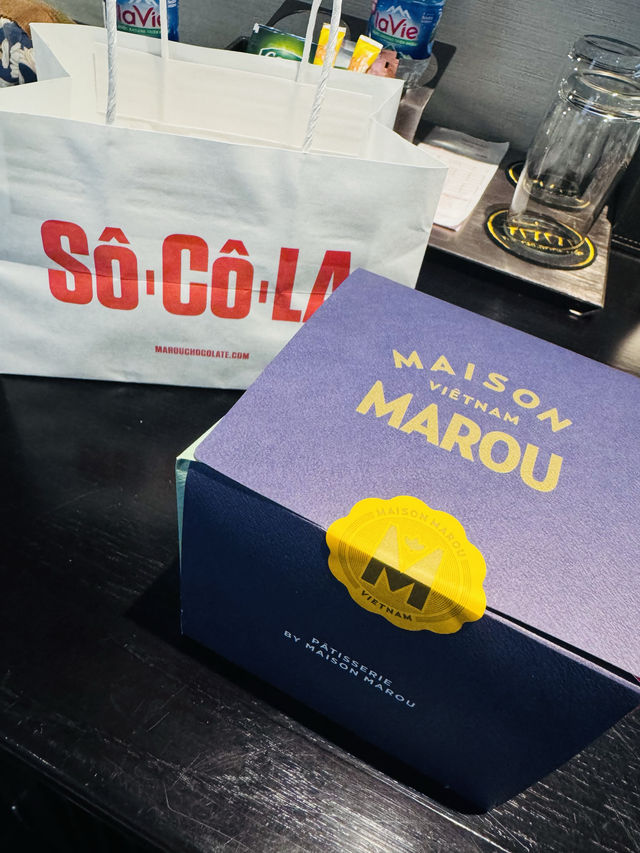 LaVie
LaVie
SÔ·CÔ·LA
MAROUCHOCOLATE.COM
MAISON
VIỆTNAM
MAROU
MAISON MAROU
M
VIETNAM
PÂTISSERIE
BY MAISON MAROU